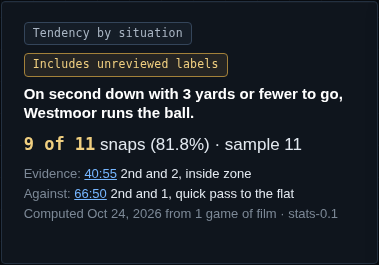 Tendency by situation
Includes unreviewed labels
On second down with 3 yards or fewer to go,
Westmoor runs the ball.
9 of 11 snaps (81.8%) · sample 11
Evidence: 40:55 2nd and 2, inside zone
Against: 66:50 2nd and 1, quick pass to the flat
Computed Oct 24, 2026 from 1 game of film · stats-0.1